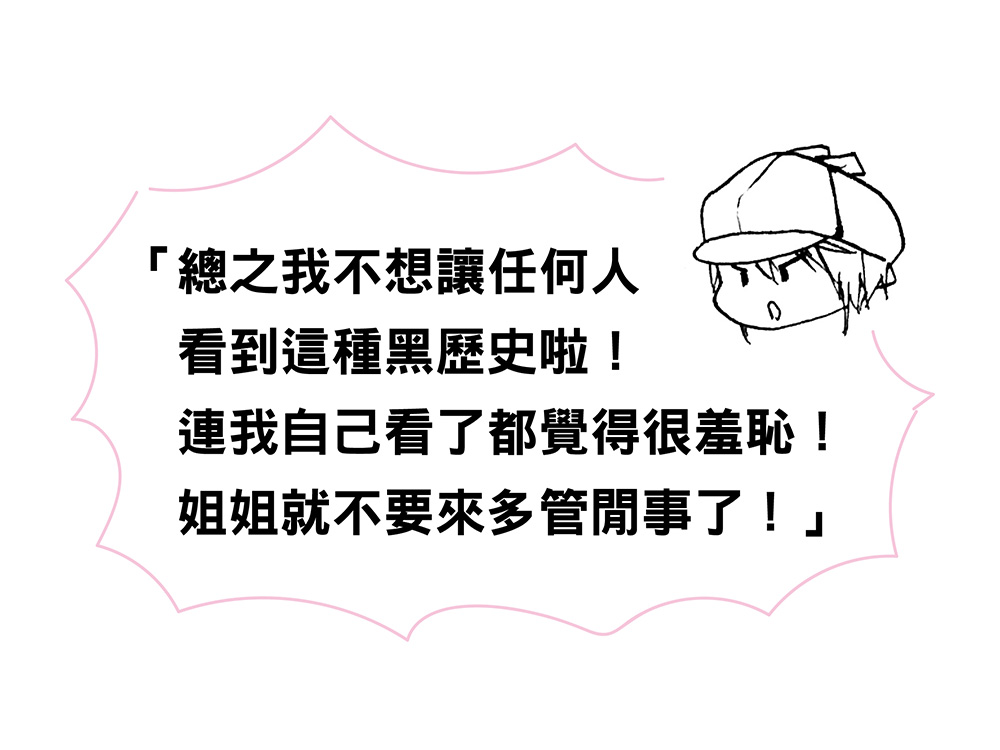 「總之我不想讓任何人
看到這種黑歷史啦！
連我自己看了都覺得很羞恥！
姐姐就不要來多管閒事了！」